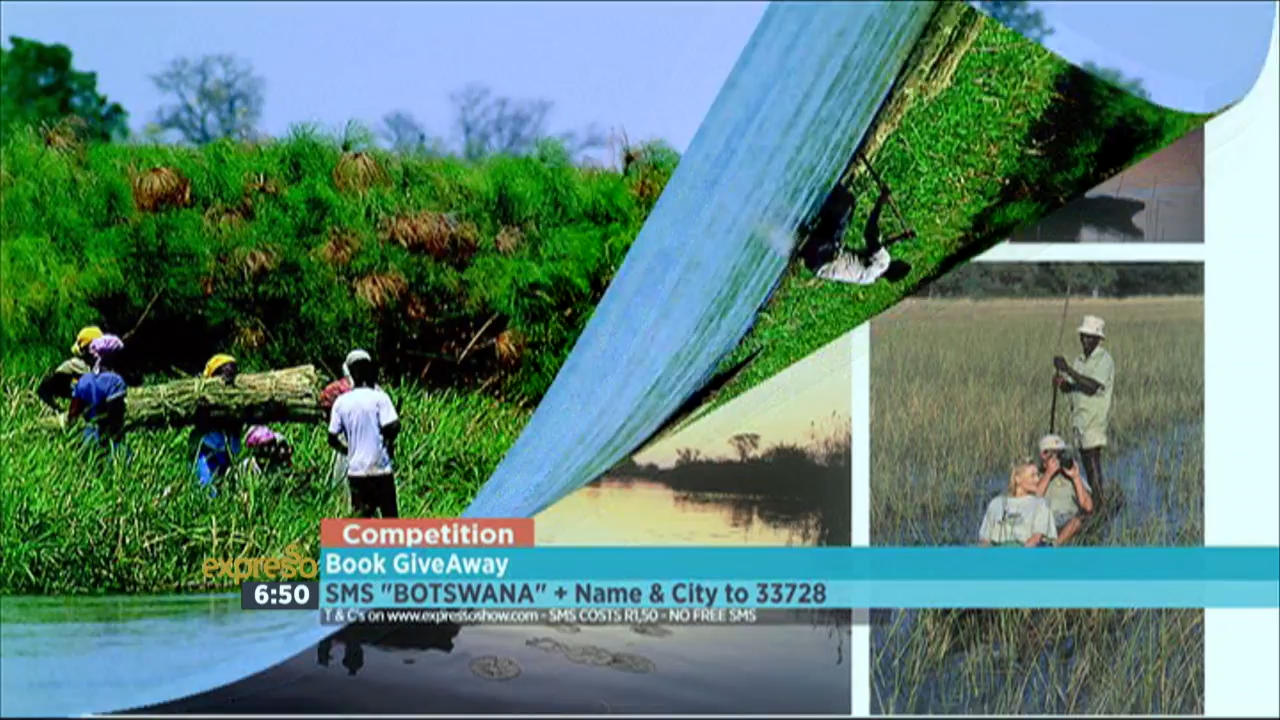 Competition
expresso
Book GiveAway
6:50
SMS "BOTSWANA" + Name & City to 33728
T & C's on www.expressoshow.com - SMS COSTS R1,50 - NO FREE SMS